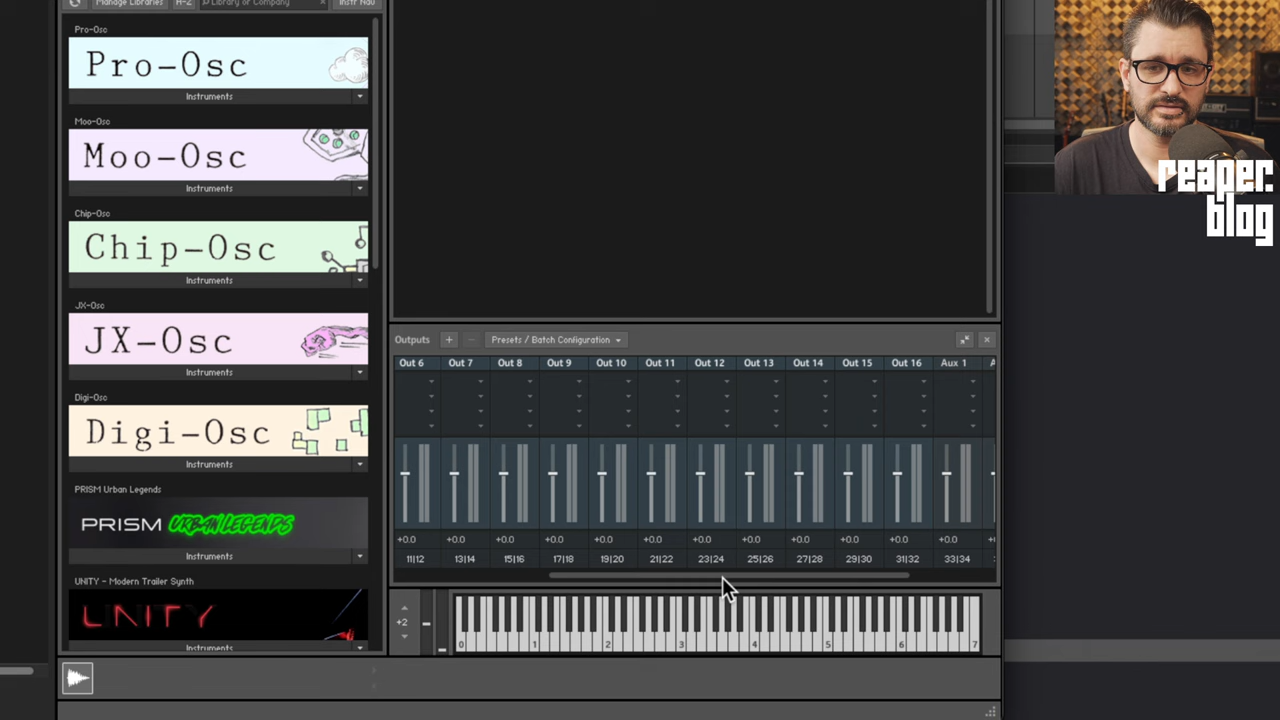 Manage Libraries A-Z Library or Company × Instr Nav
Pro-Osc
Pro-Osc
Instruments
Moo-Osc
Moo-Osc
Instruments
Chip-Osc
Chip-Osc
Instruments
JX-Osc
JX-Osc
Instruments
Digi-Osc
Digi-Osc
Instruments
PRISM Urban Legends
PRISM URBAN LEGENDS
Instruments
UNITY - Modern Trailer Synth
UNITY
Instruments
Outputs + Presets / Batch Configuration ×
Out 6 Out 7 Out 8 Out 9 Out 10 Out 11 Out 12 Out 13 Out 14 Out 15 Out 16 Aux 1 A
+0.0 +0.0 +0.0 +0.0 +0.0 +0.0 +0.0 +0.0 +0.0 +0.0 +0.0 +0.0
11|12 13|14 15|16 17|18 19|20 21|22 23|24 25|26 27|28 29|30 31|32 33|34
+2
0 1 2 3 4 5 6 7
reaper.
blog